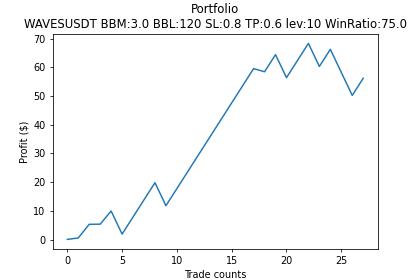 Portfolio
WAVESUSDT BBM:3.0 BBL:120 SL:0.8 TP:0.6 lev:10 WinRatio:75.0
70
60
50
40
30
20
10
0
Profit ($)
0 5 10 15 20 25
Trade counts